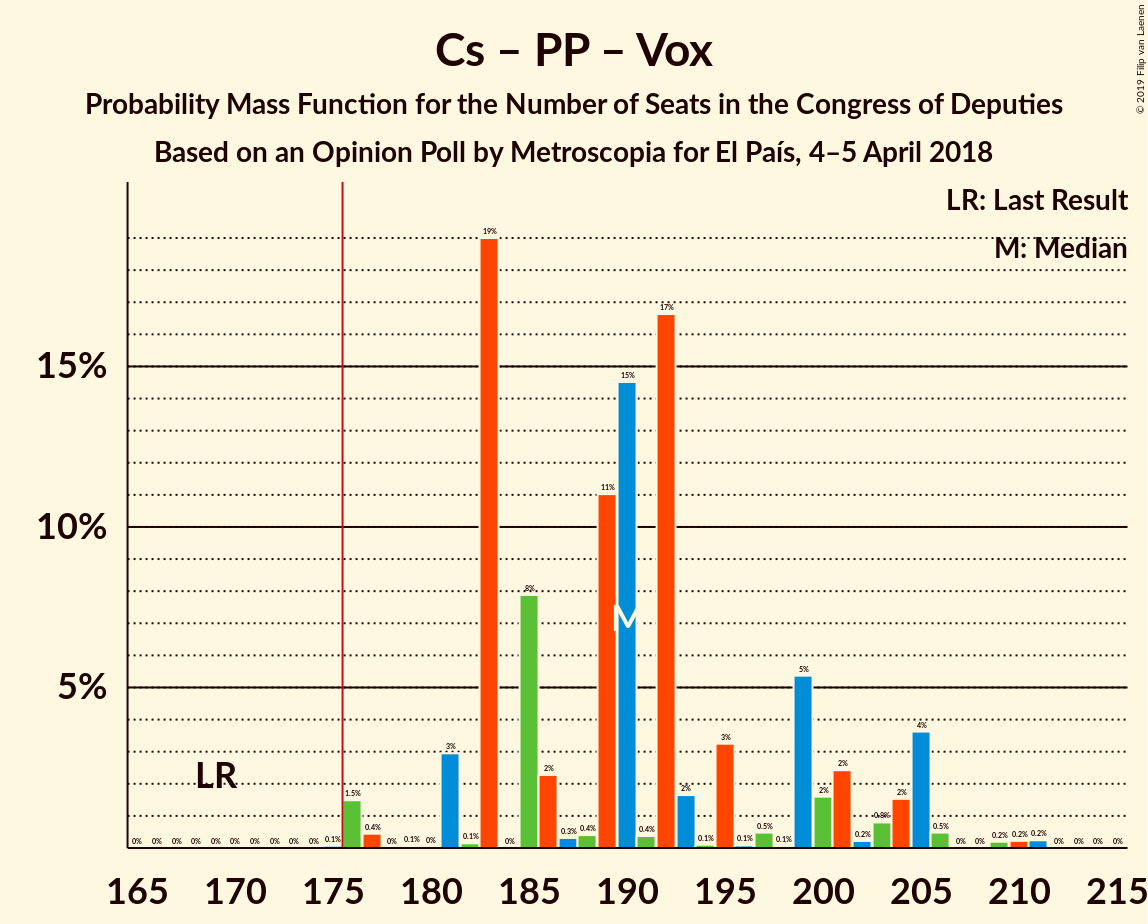 Cs – PP – Vox
Probability Mass Function for the Number of Seats in the Congress of Deputies
Based on an Opinion Poll by Metroscopia for El País, 4–5 April 2018
© 2019 Filip van Laenen
LR: Last Result
M: Median
15%
10%
5%
LR
M
0% 0% 0% 0% 0% 0% 0% 0% 0% 0% 0.1% 1.5% 0.4% 0% 0.1% 0% 3% 0.1% 19% 0% 8% 2% 0.3% 0.4% 11% 15% 0.4% 17% 2% 0.1% 3% 0.1% 0.5% 0.1% 5% 2% 2% 0.2% 0.8% 2% 4% 0.5% 0% 0% 0.2% 0.2% 0.2% 0% 0% 0% 0%
165 170 175 180 185 190 195 200 205 210 215